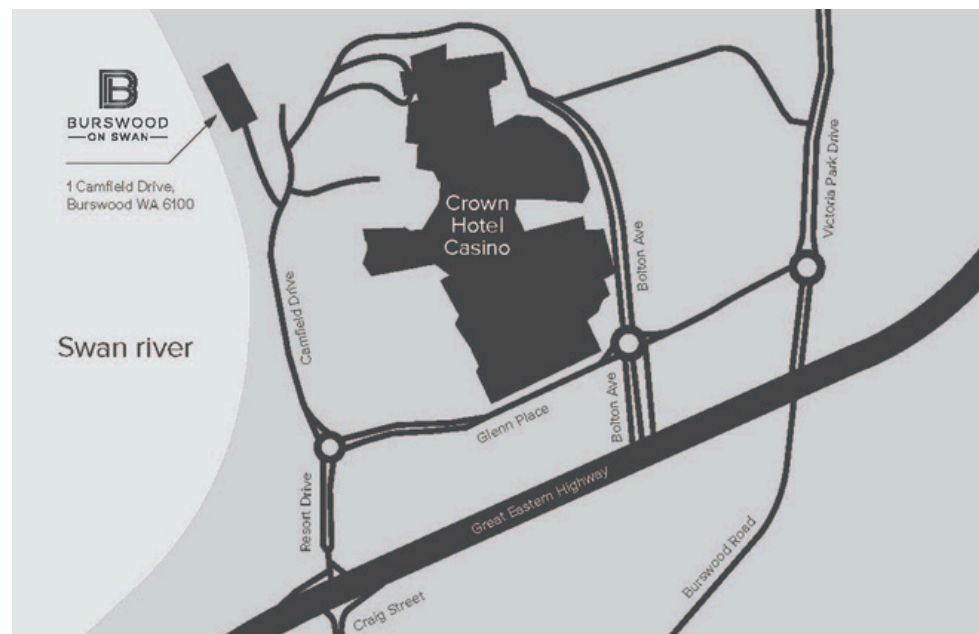 B
BURSWOOD
ON SWAN
1 Camfield Drive,
Burswood WA 6100
Swan river
Crown
Hotel
Casino
Camfield Drive
Bolton Ave
Victoria Park Drive
Bolton Ave
Glenn Place
Resort Drive
Great Eastern Highway
Craig Street
Burswood Road